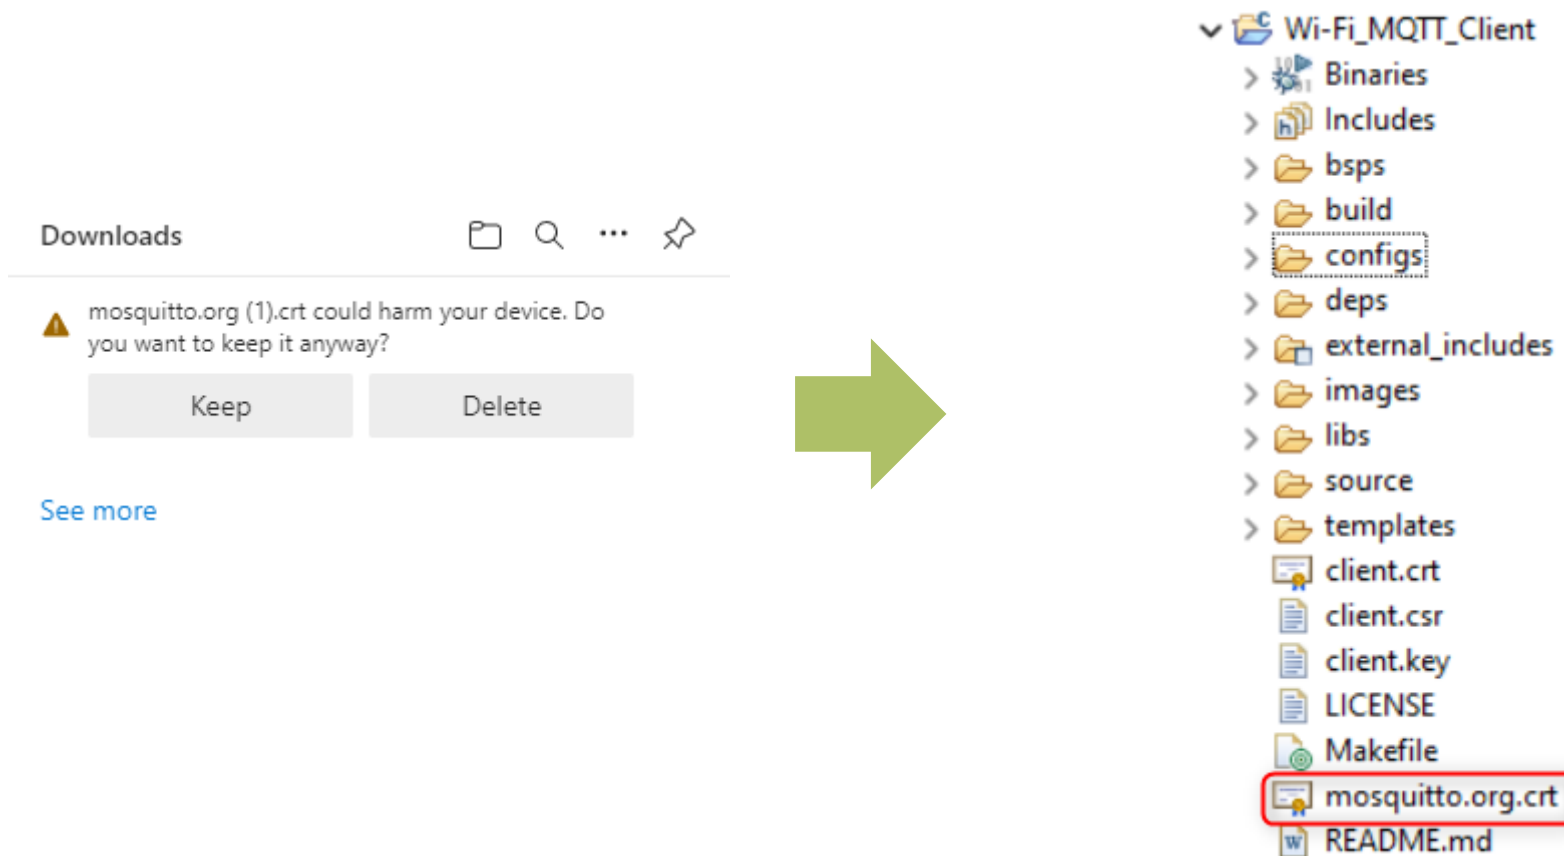 Downloads
mosquitto.org (1).crt could harm your device. Do
you want to keep it anyway?
Keep
Delete
See more
Wi-Fi_MQTT_Client
Binaries
Includes
bsps
build
configs
deps
external_includes
images
libs
source
templates
client.crt
client.csr
client.key
LICENSE
Makefile
mosquitto.org.crt
README.md